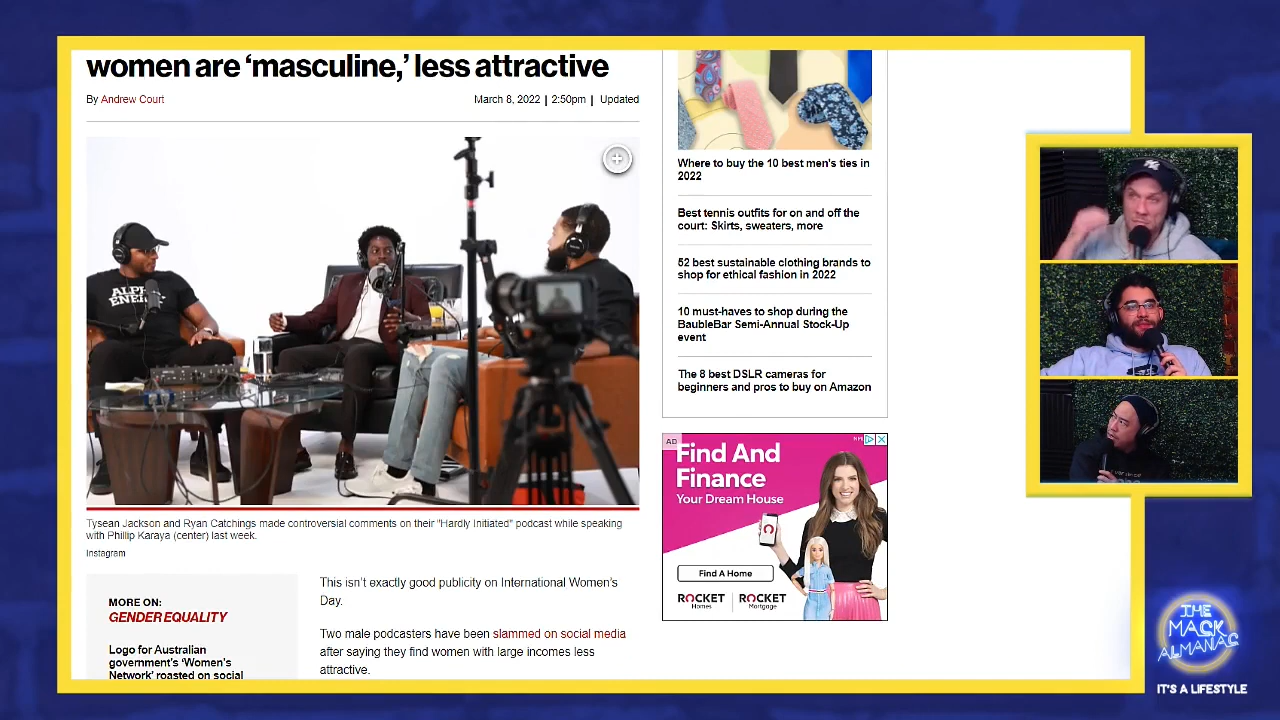 women are ‘masculine,’ less attractive
By Andrew Court
March 8, 2022 | 2:50pm | Updated
ALPHA
ENERGY
Tysean Jackson and Ryan Catchings made controversial comments on their "Hardly Initiated" podcast while speaking
with Phillip Karaya (center) last week.
Instagram
MORE ON:
GENDER EQUALITY
Logo for Australian
government’s ‘Women’s
Network’ roasted on social
This isn’t exactly good publicity on International Women’s
Day.
Two male podcasters have been slammed on social media
after saying they find women with large incomes less
attractive.
Where to buy the 10 best men's ties in
2022
Best tennis outfits for on and off the
court: Skirts, sweaters, more
52 best sustainable clothing brands to
shop for ethical fashion in 2022
10 must-haves to shop during the
BaubleBar Semi-Annual Stock-Up
event
The 8 best DSLR cameras for
beginners and pros to buy on Amazon
AD
Find And
Finance
Your Dream House
Find A Home
ROCKET
Homes
ROCKET
Mortgage
THE
MACK
ALMANAC
IT'S A LIFESTYLE